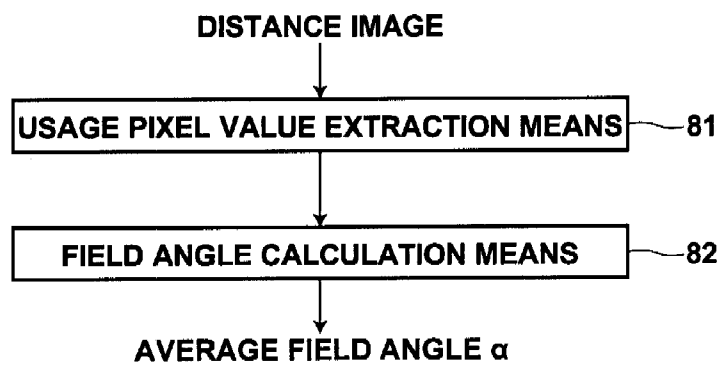 DISTANCE IMAGE
USAGE PIXEL VALUE EXTRACTION MEANS 81
FIELD ANGLE CALCULATION MEANS 82
AVERAGE FIELD ANGLE α